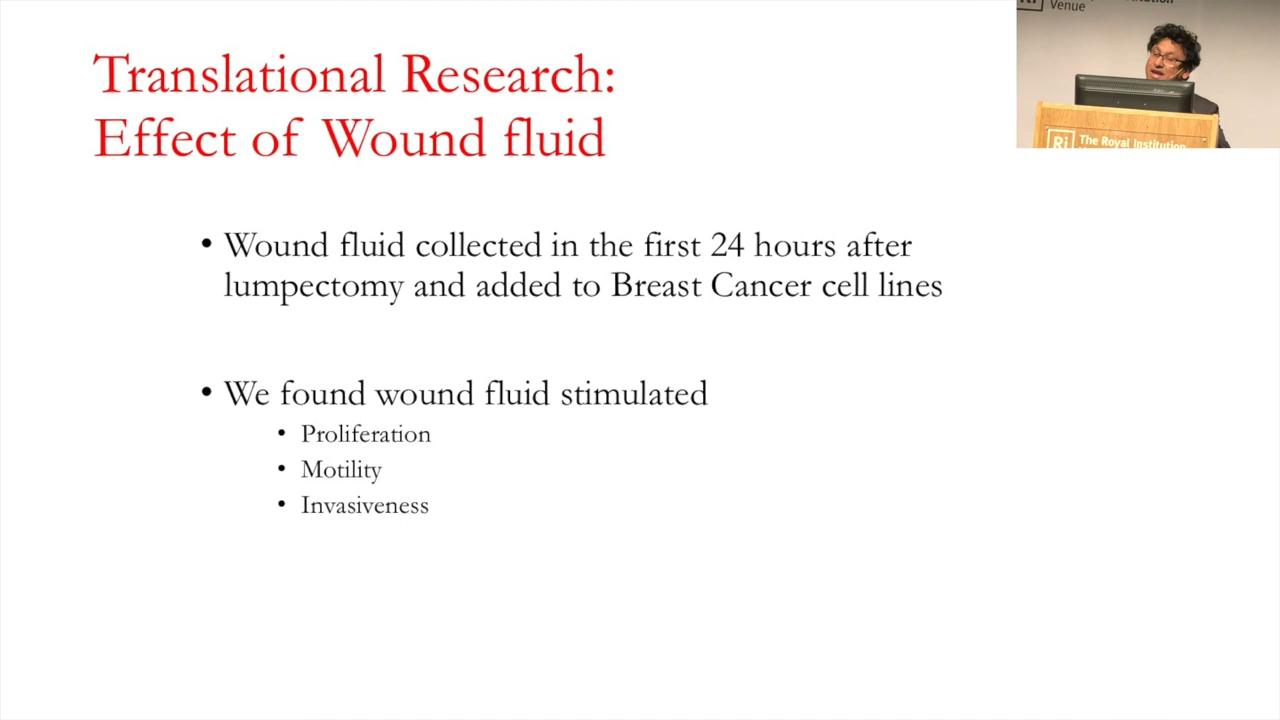 Translational Research:
Effect of Wound fluid
• Wound fluid collected in the first 24 hours after
lumpectomy and added to Breast Cancer cell lines
• We found wound fluid stimulated
• Proliferation
• Motility
• Invasiveness
Venue
Ri
The Royal Institution